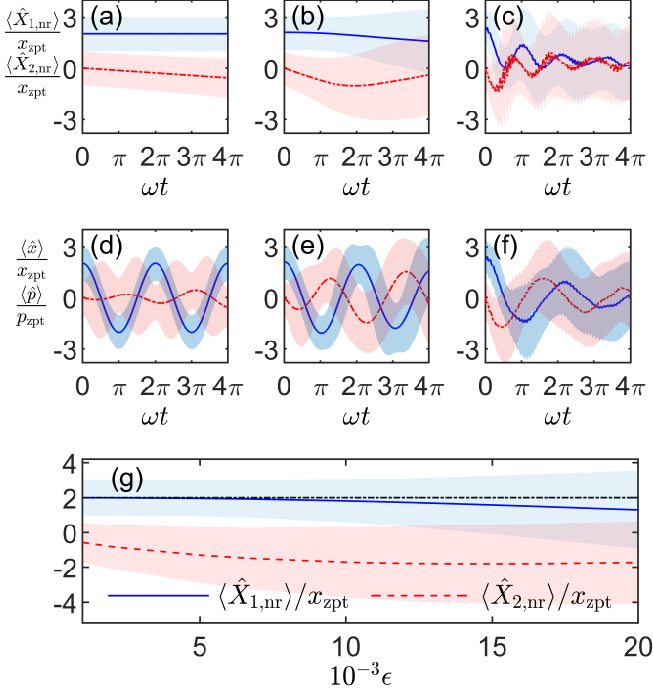 ⟨X̂1,nr⟩/xzpt
⟨X̂2,nr⟩/xzpt
(a) (b) (c)
3 3 3
0 0 0
-3 -3 -3
0 π 2π 3π 4π 0 π 2π 3π 4π 0 π 2π 3π 4π
ωt ωt ωt
⟨x̂⟩/xzpt
⟨p̂⟩/pzpt
(d) (e) (f)
3 3 3
0 0 0
-3 -3 -3
0 π 2π 3π 4π 0 π 2π 3π 4π 0 π 2π 3π 4π
ωt ωt ωt
(g)
4
2
0
-2
-4
⟨X̂1,nr⟩/xzpt ⟨X̂2,nr⟩/xzpt
5 10 15 20
10⁻³ϵ